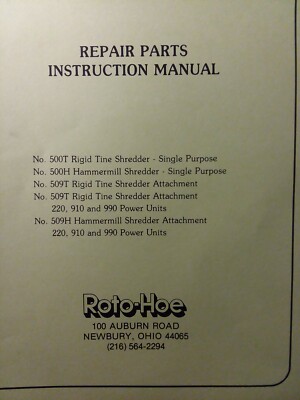 REPAIR PARTS
INSTRUCTION MANUAL
No. 500T Rigid Tine Shredder - Single Purpose
No. 500H Hammermill Shredder - Single Purpose
No. 509T Rigid Tine Shredder Attachment
No. 509T Rigid Tine Shredder Attachment
220, 910 and 990 Power Units
No. 509H Hammermill Shredder Attachment
220, 910 and 990 Power Units
Roto-Hoe
100 AUBURN ROAD
NEWBURY, OHIO 44065
(216) 564-2294